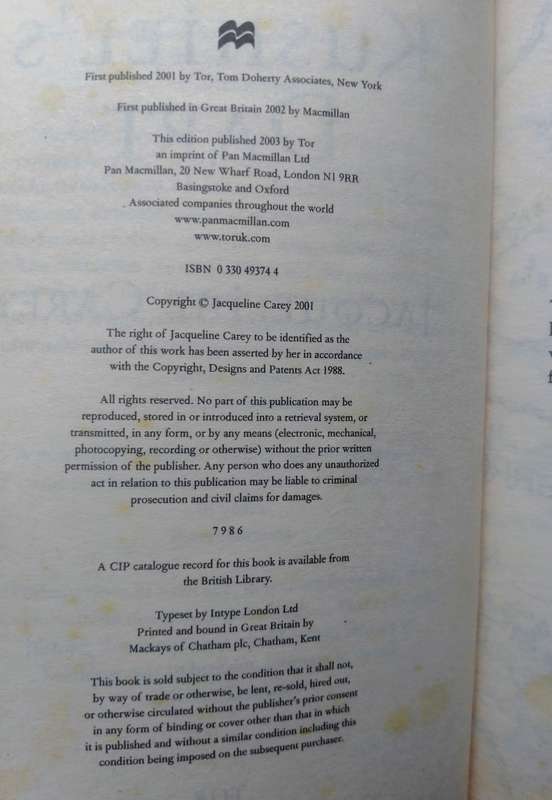 First published 2001 by Tor, Tom Doherty Associates, New York
First published in Great Britain 2002 by Macmillan
This edition published 2003 by Tor
an imprint of Pan Macmillan Ltd
Pan Macmillan, 20 New Wharf Road, London N1 9RR
Basingstoke and Oxford
Associated companies throughout the world
www.panmacmillan.com
www.toruk.com
ISBN 0 330 49374 4
Copyright © Jacqueline Carey 2001
The right of Jacqueline Carey to be identified as the
author of this work has been asserted by her in accordance
with the Copyright, Designs and Patents Act 1988.
All rights reserved. No part of this publication may be
reproduced, stored in or introduced into a retrieval system, or
transmitted, in any form, or by any means (electronic, mechanical,
photocopying, recording or otherwise) without the prior written
permission of the publisher. Any person who does any unauthorized
act in relation to this publication may be liable to criminal
prosecution and civil claims for damages.
7 9 8 6
A CIP catalogue record for this book is available from
the British Library.
Typeset by Intype London Ltd
Printed and bound in Great Britain by
Mackays of Chatham plc, Chatham, Kent
This book is sold subject to the condition that it shall not,
by way of trade or otherwise, be lent, re-sold, hired out,
or otherwise circulated without the publisher's prior consent
in any form of binding or cover other than that in which
it is published and without a similar condition including this
condition being imposed on the subsequent purchaser.